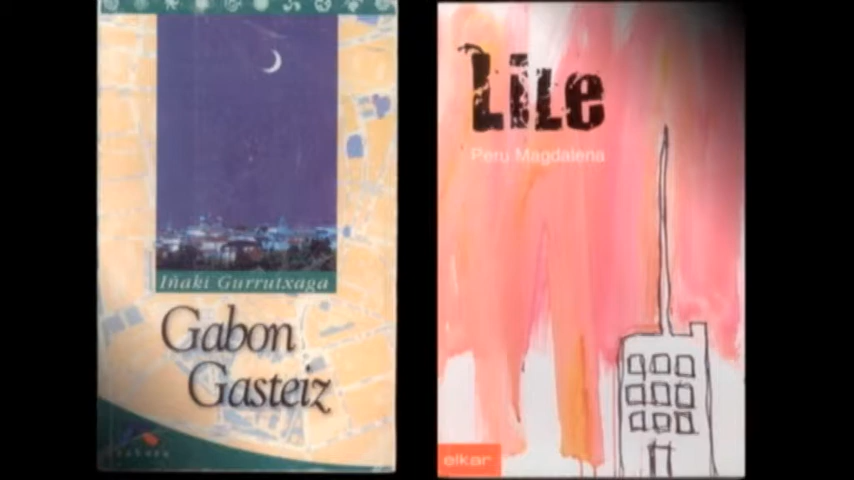 Iñaki Gurrutxaga
Gabon
Gasteiz
LiLe
Peru Magdalena
elkar